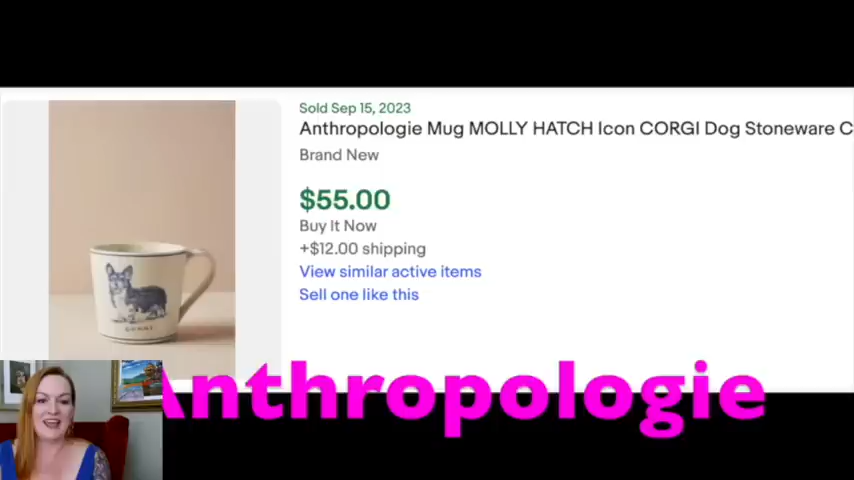 Sold Sep 15, 2023
Anthropologie Mug MOLLY HATCH Icon CORGI Dog Stoneware C
Brand New
$55.00
Buy It Now
+$12.00 shipping
View similar active items
Sell one like this
CORGI
Anthropologie